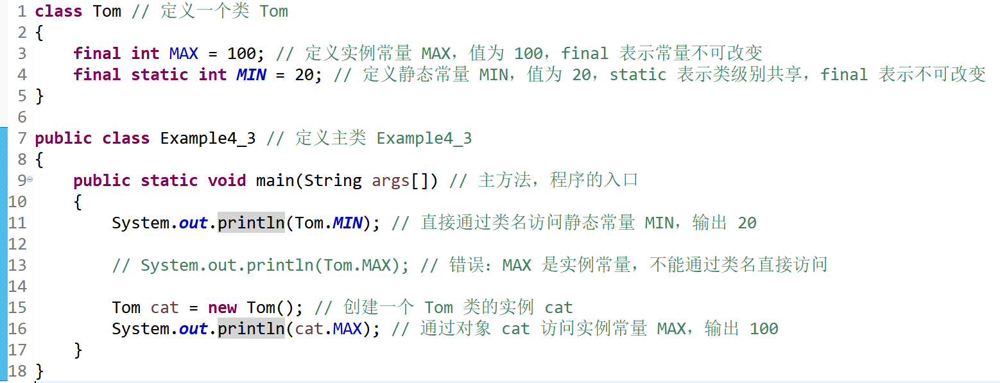 1 class Tom // 定义一个类 Tom
2 {
3     final int MAX = 100; // 定义实例常量 MAX，值为 100，final 表示常量不可改变
4     final static int MIN = 20; // 定义静态常量 MIN，值为 20，static 表示类级别共享，final 表示不可改变
5 }
6
7 public class Example4_3 // 定义主类 Example4_3
8 {
9     public static void main(String args[]) // 主方法，程序的入口
10     {
11         System.out.println(Tom.MIN); // 直接通过类名访问静态常量 MIN，输出 20
12
13         // System.out.println(Tom.MAX); // 错误：MAX 是实例常量，不能通过类名直接访问
14
15         Tom cat = new Tom(); // 创建一个 Tom 类的实例 cat
16         System.out.println(cat.MAX); // 通过对象 cat 访问实例常量 MAX，输出 100
17     }
18 }